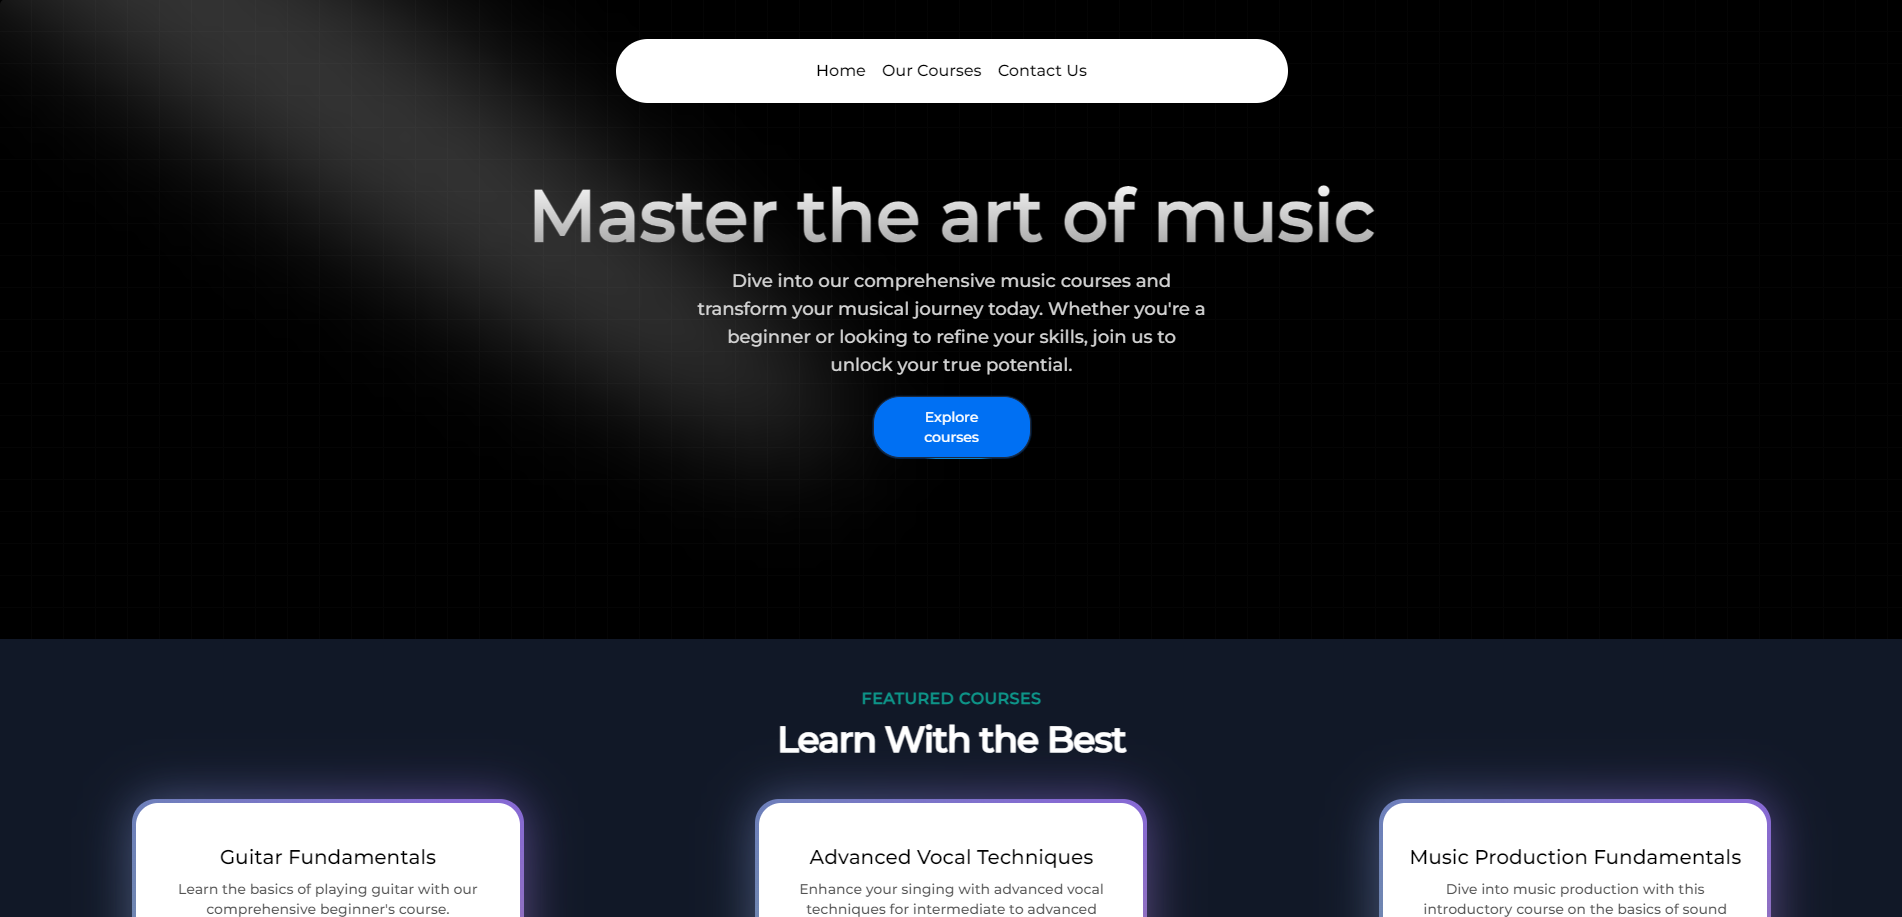 Home Our Courses Contact Us
Master the art of music
Dive into our comprehensive music courses and
transform your musical journey today. Whether you're a
beginner or looking to refine your skills, join us to
unlock your true potential.
Explore
courses
FEATURED COURSES
Learn With the Best
Guitar Fundamentals
Learn the basics of playing guitar with our
comprehensive beginner's course.
Advanced Vocal Techniques
Enhance your singing with advanced vocal
techniques for intermediate to advanced
Music Production Fundamentals
Dive into music production with this
introductory course on the basics of sound